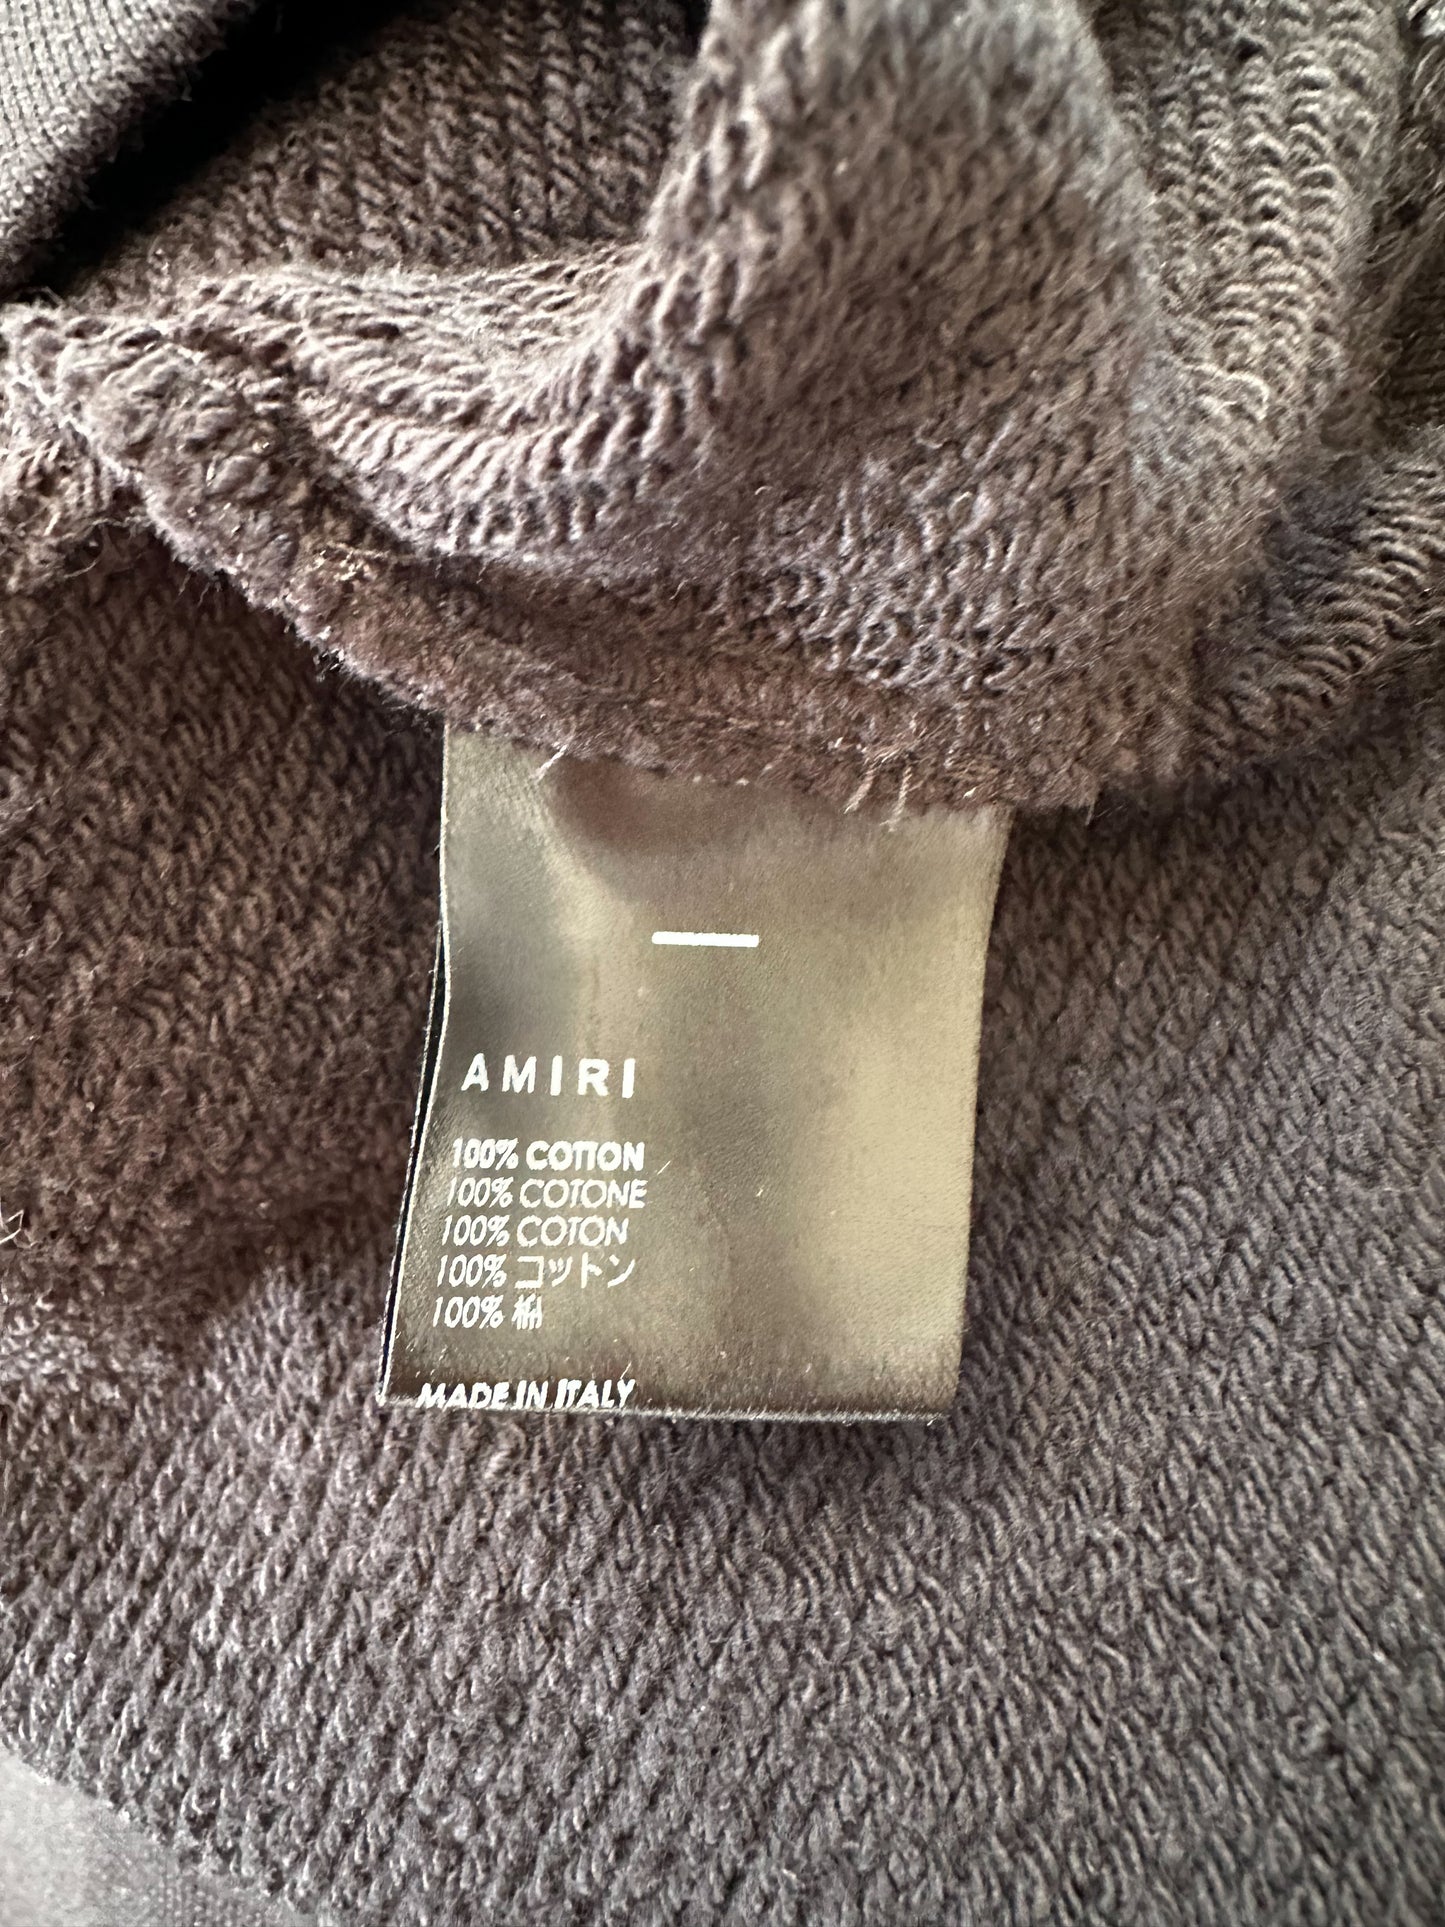 AMIRI
100% COTTON
100% COTONE
100% COTON
100% コットン
100% 棉
MADE IN ITALY